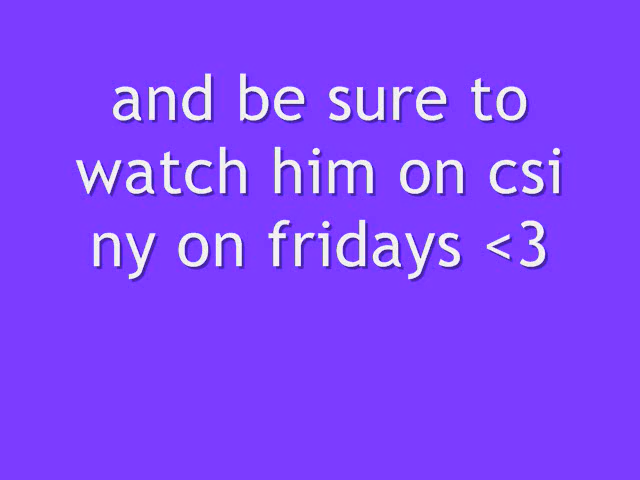 and be sure to
watch him on csi
ny on fridays <3